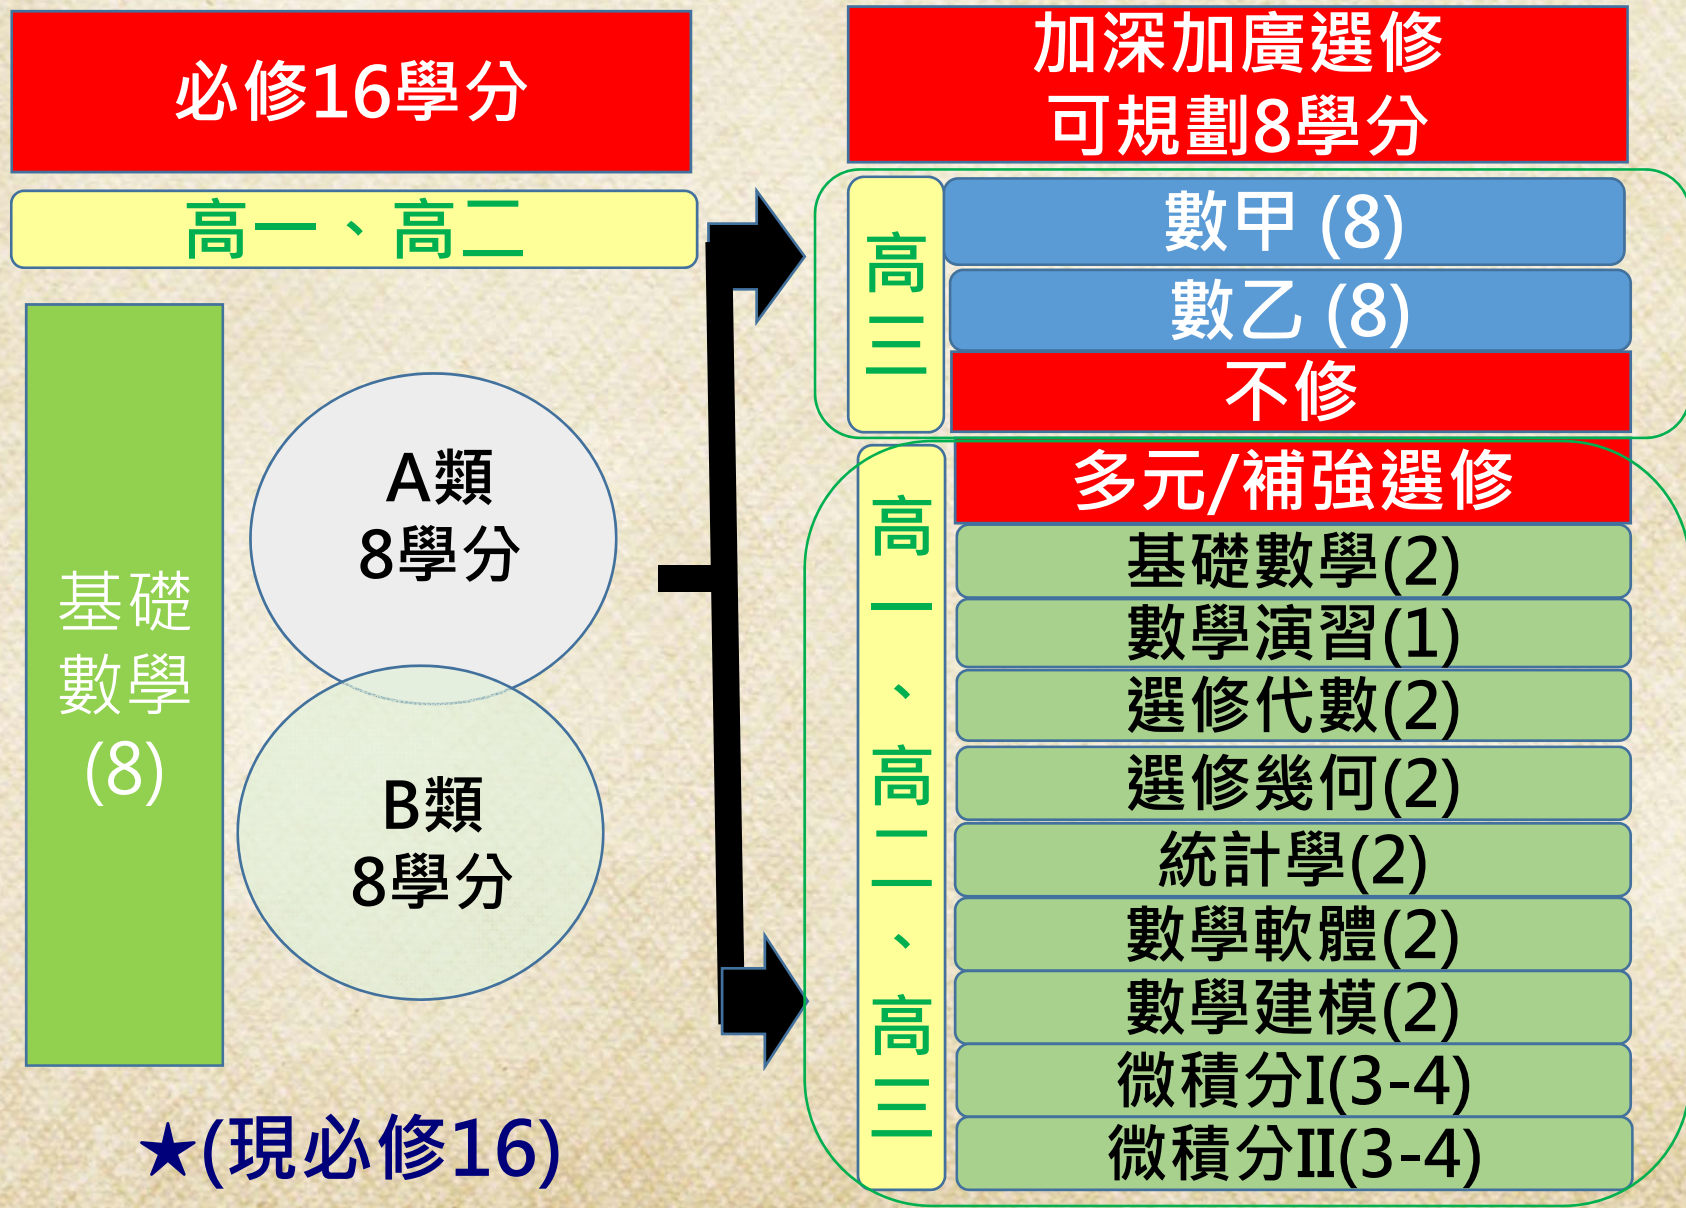 必修16學分
高一、高二
基礎
數學
(8)
A類
8學分
B類
8學分
★(現必修16)
加深加廣選修
可規劃8學分
高三
數甲 (8)
數乙 (8)
不修
高一、高二、高三
多元/補強選修
基礎數學(2)
數學演習(1)
選修代數(2)
選修幾何(2)
統計學(2)
數學軟體(2)
數學建模(2)
微積分I(3-4)
微積分II(3-4)